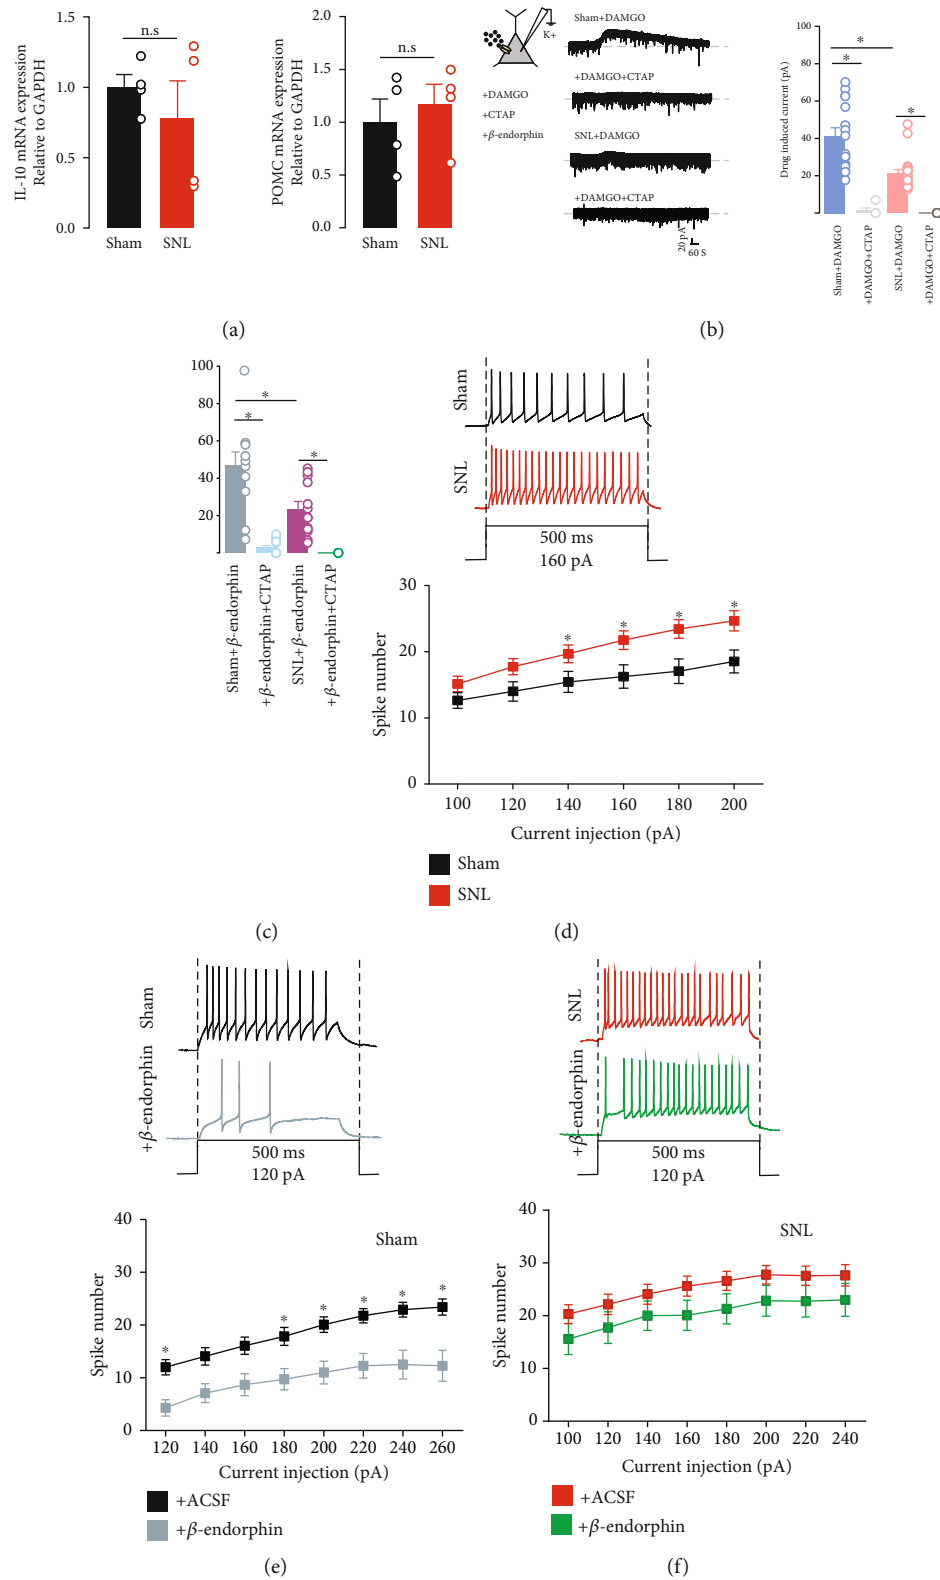 IL-10 mRNA expression
Relative to GAPDH
1.5
1.0
0.5
0.0
n.s
Sham
SNL
POMC mRNA expression
Relative to GAPDH
2.0
1.5
1.0
0.5
0.0
n.s
Sham
SNL
(a)
K+
+DAMGO
+CTAP
+β-endorphin
Sham+DAMGO
+DAMGO+CTAP
SNL+DAMGO
+DAMGO+CTAP
20 pA
60 S
Drug induced current (pA)
100
80
60
40
20
*
*
*
Sham+DAMGO
+DAMGO+CTAP
SNL+DAMGO
+DAMGO+CTAP
(b)
100
80
60
40
20
*
*
*
Sham+β-endorphin
+β-endorphin+CTAP
SNL+β-endorphin
+β-endorphin+CTAP
(c)
Sham
SNL
500 ms
160 pA
Spike number
30
20
10
0
* * * *
100 120 140 160 180 200
Current injection (pA)
Sham
SNL
(d)
Sham
+β-endorphin
500 ms
120 pA
Spike number
40
30
20
10
0
Sham
* * * * * *
120 140 160 180 200 220 240 260
Current injection (pA)
+ACSF
+β-endorphin
(e)
SNL
+β-endorphin
500 ms
120 pA
Spike number
40
30
20
10
0
SNL
100 120 140 160 180 200 220 240
Current injection (pA)
+ACSF
+β-endorphin
(f)